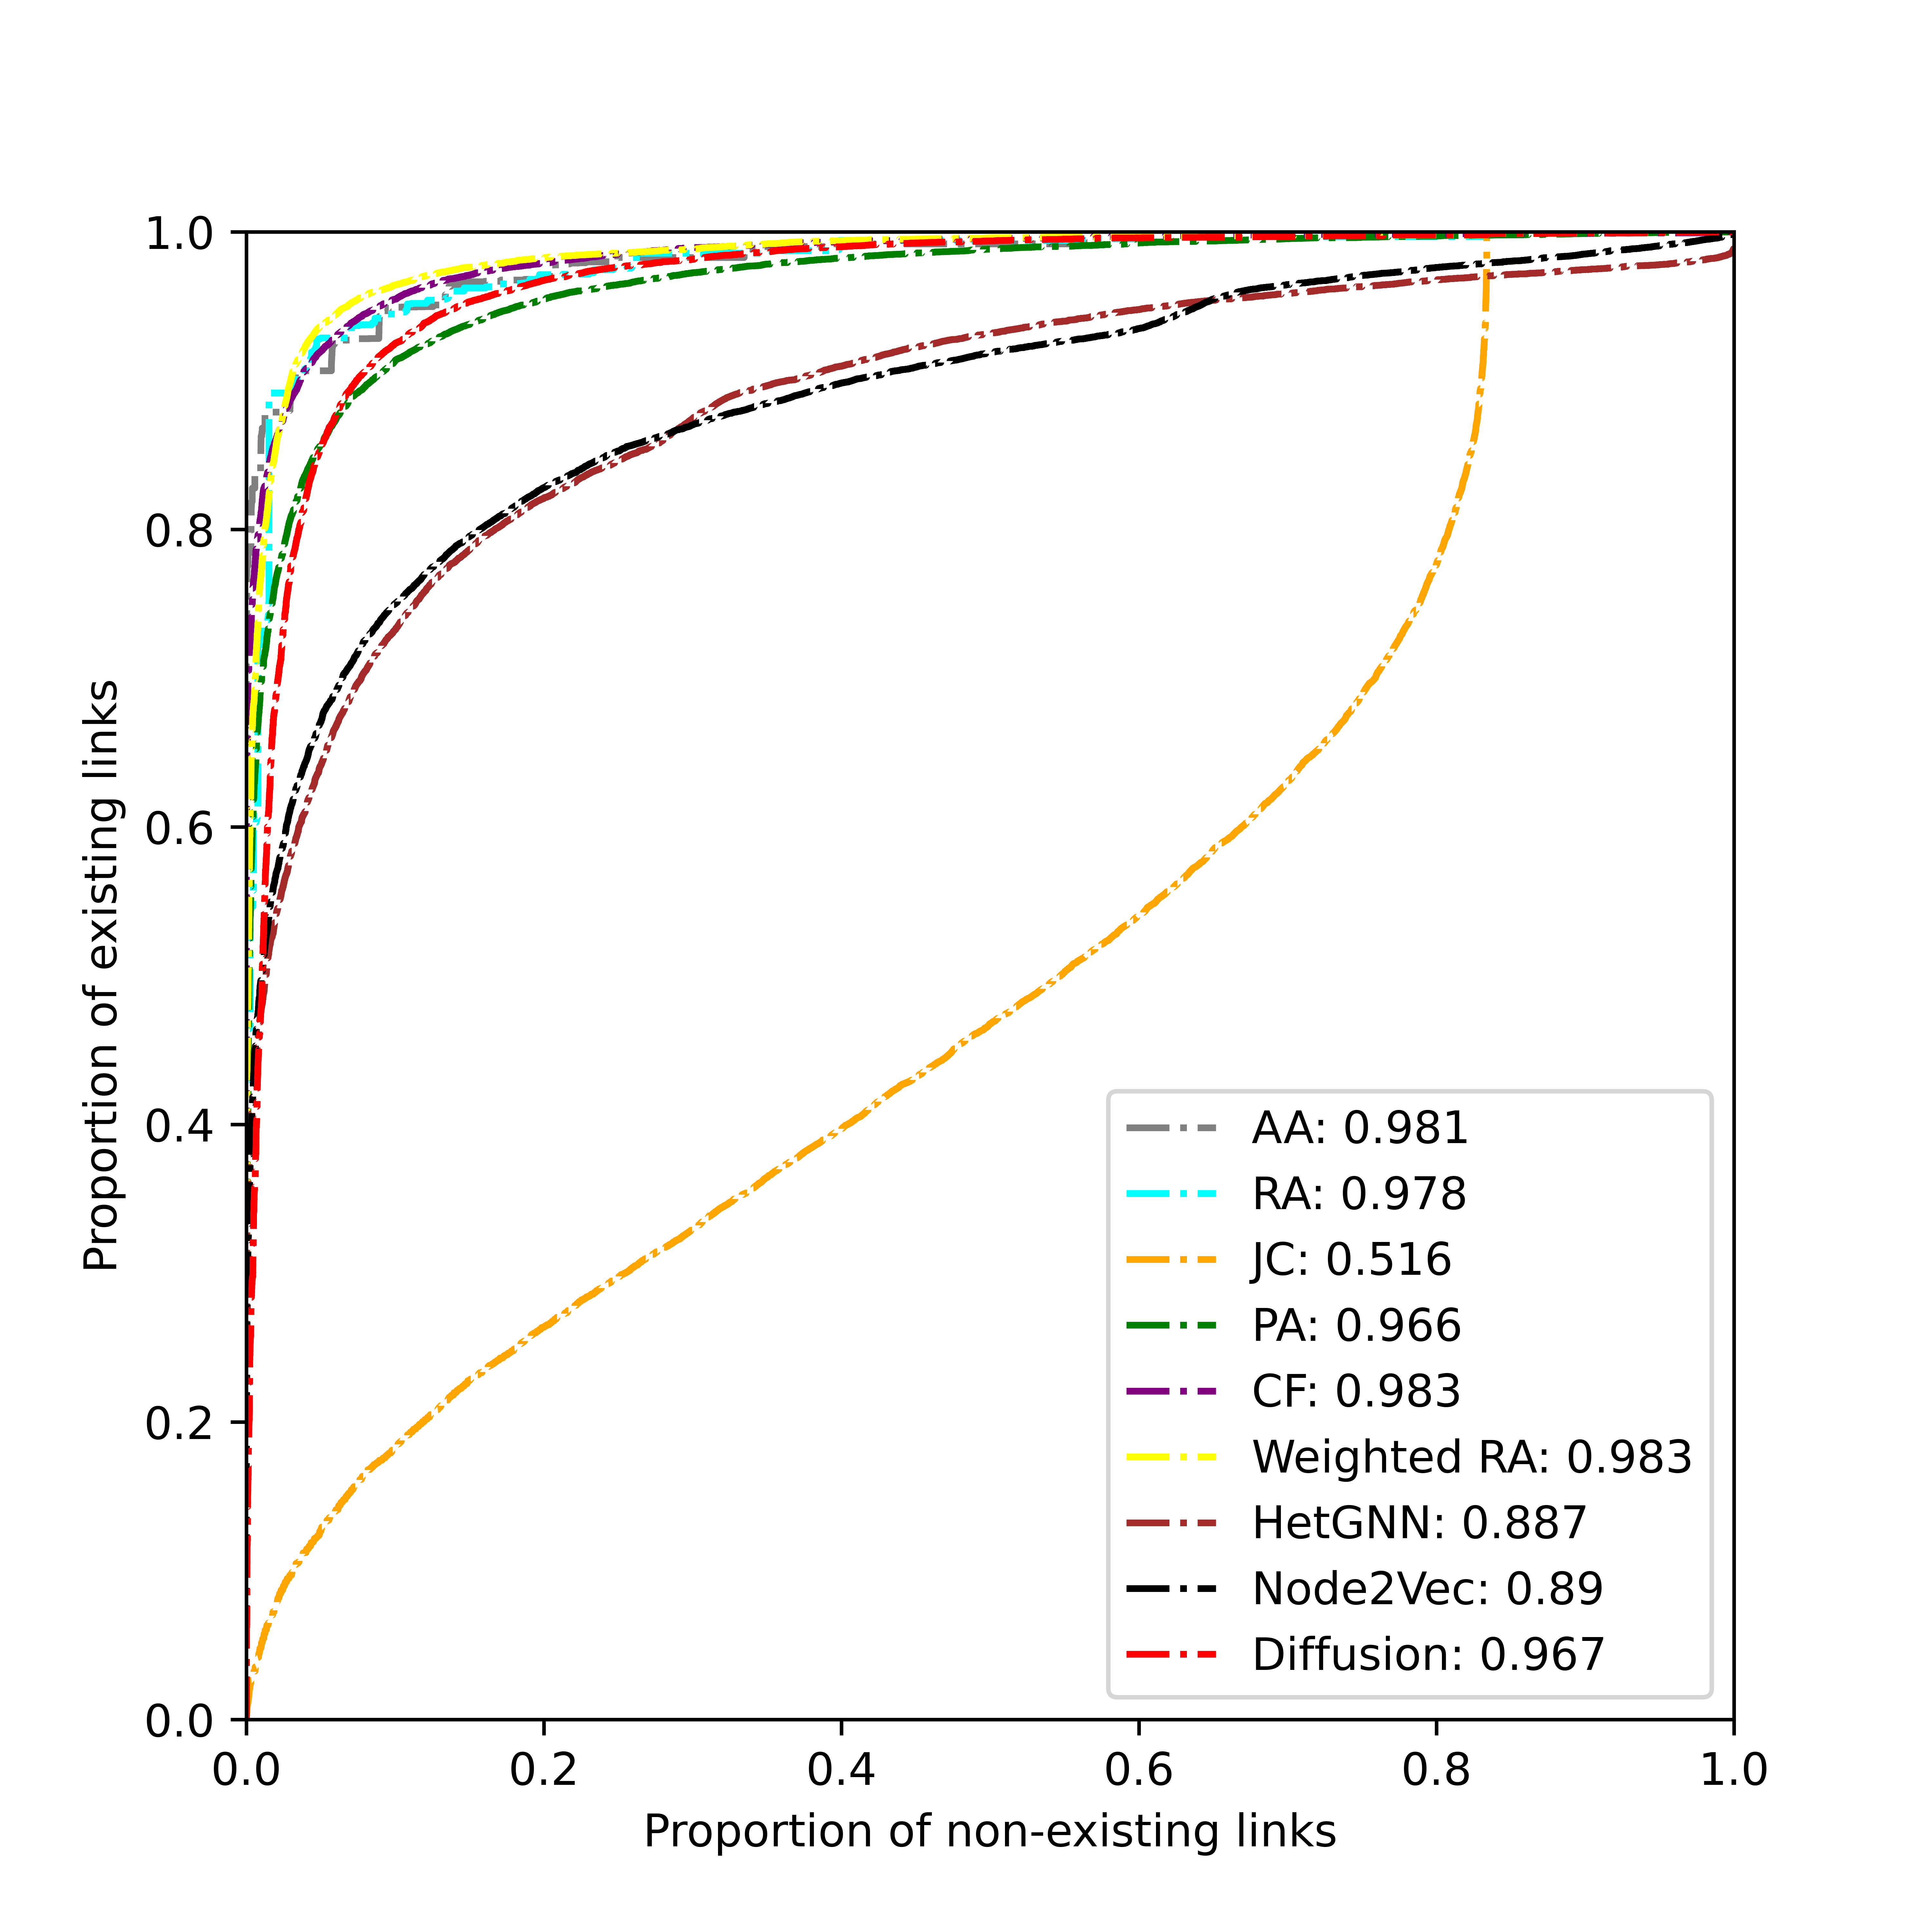 1.0
0.8
0.6
0.4
0.2
0.0
Proportion of existing links
AA: 0.981
RA: 0.978
JC: 0.516
PA: 0.966
CF: 0.983
Weighted RA: 0.983
HetGNN: 0.887
Node2Vec: 0.89
Diffusion: 0.967
0.0 0.2 0.4 0.6 0.8 1.0
Proportion of non-existing links